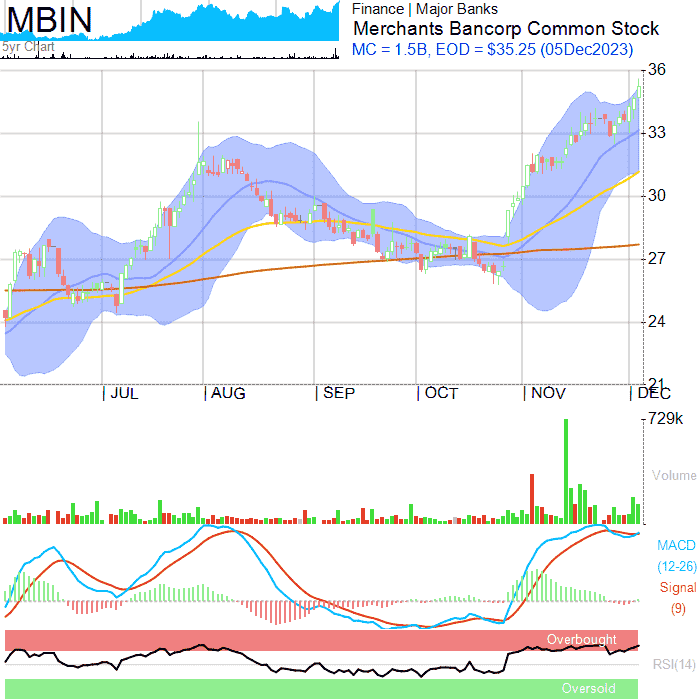 MBIN
5yr Chart
Finance | Major Banks
Merchants Bancorp Common Stock
MC = 1.5B, EOD = $35.25 (05Dec2023)
36
33
30
27
24
21
JUL AUG SEP OCT NOV DEC
729k
Volume
MACD
(12-26)
Signal
(9)
Overbought
RSI(14)
Oversold